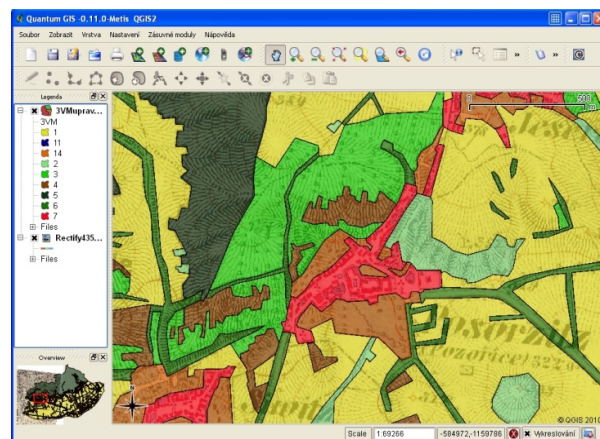 Quantum GIS -0.11.0-Metis QGIS2
Soubor Zobrazit Vrstva Nastavení Zásuvné moduly Nápověda
Legenda
3VMuprav...
3VM
1
11
14
2
3
4
5
6
7
Files
Rectify435...
Files
Overview
500
m
Posorzitz
(Pozořice)
© QGIS 2010
Scale 1:69266 -584972,-1159786 Vykreslování